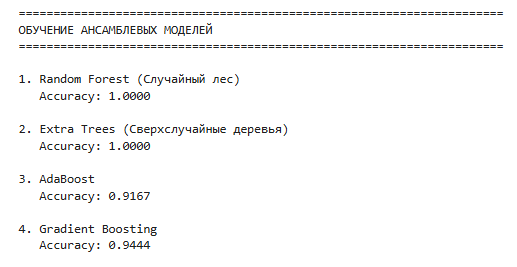 ======================================================================
ОБУЧЕНИЕ АНСАМБЛЕВЫХ МОДЕЛЕЙ
======================================================================
1. Random Forest (Случайный лес)
Accuracy: 1.0000
2. Extra Trees (Сверхслучайные деревья)
Accuracy: 1.0000
3. AdaBoost
Accuracy: 0.9167
4. Gradient Boosting
Accuracy: 0.9444